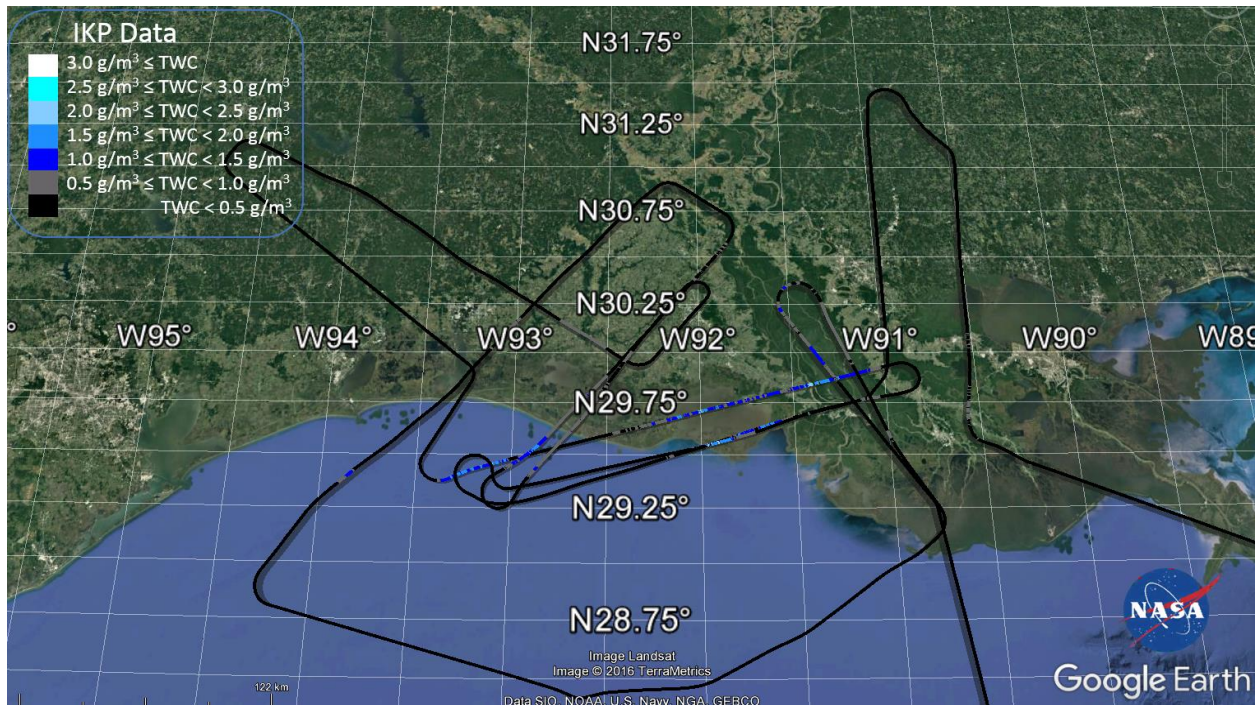 IKP Data
3.0 g/m³ ≤ TWC
2.5 g/m³ ≤ TWC < 3.0 g/m³
2.0 g/m³ ≤ TWC < 2.5 g/m³
1.5 g/m³ ≤ TWC < 2.0 g/m³
1.0 g/m³ ≤ TWC < 1.5 g/m³
0.5 g/m³ ≤ TWC < 1.0 g/m³
TWC < 0.5 g/m³
N31.75°
N31.25°
N30.75°
N30.25°
° W95° W94° W93° W92° W91° W90° W89
N29.75°
N29.25°
N28.75°
NASA
Image Landsat
Image © 2016 TerraMetrics
Google Earth
122 km
Data SIO, NOAA, U.S. Navy, NGA, GEBCO